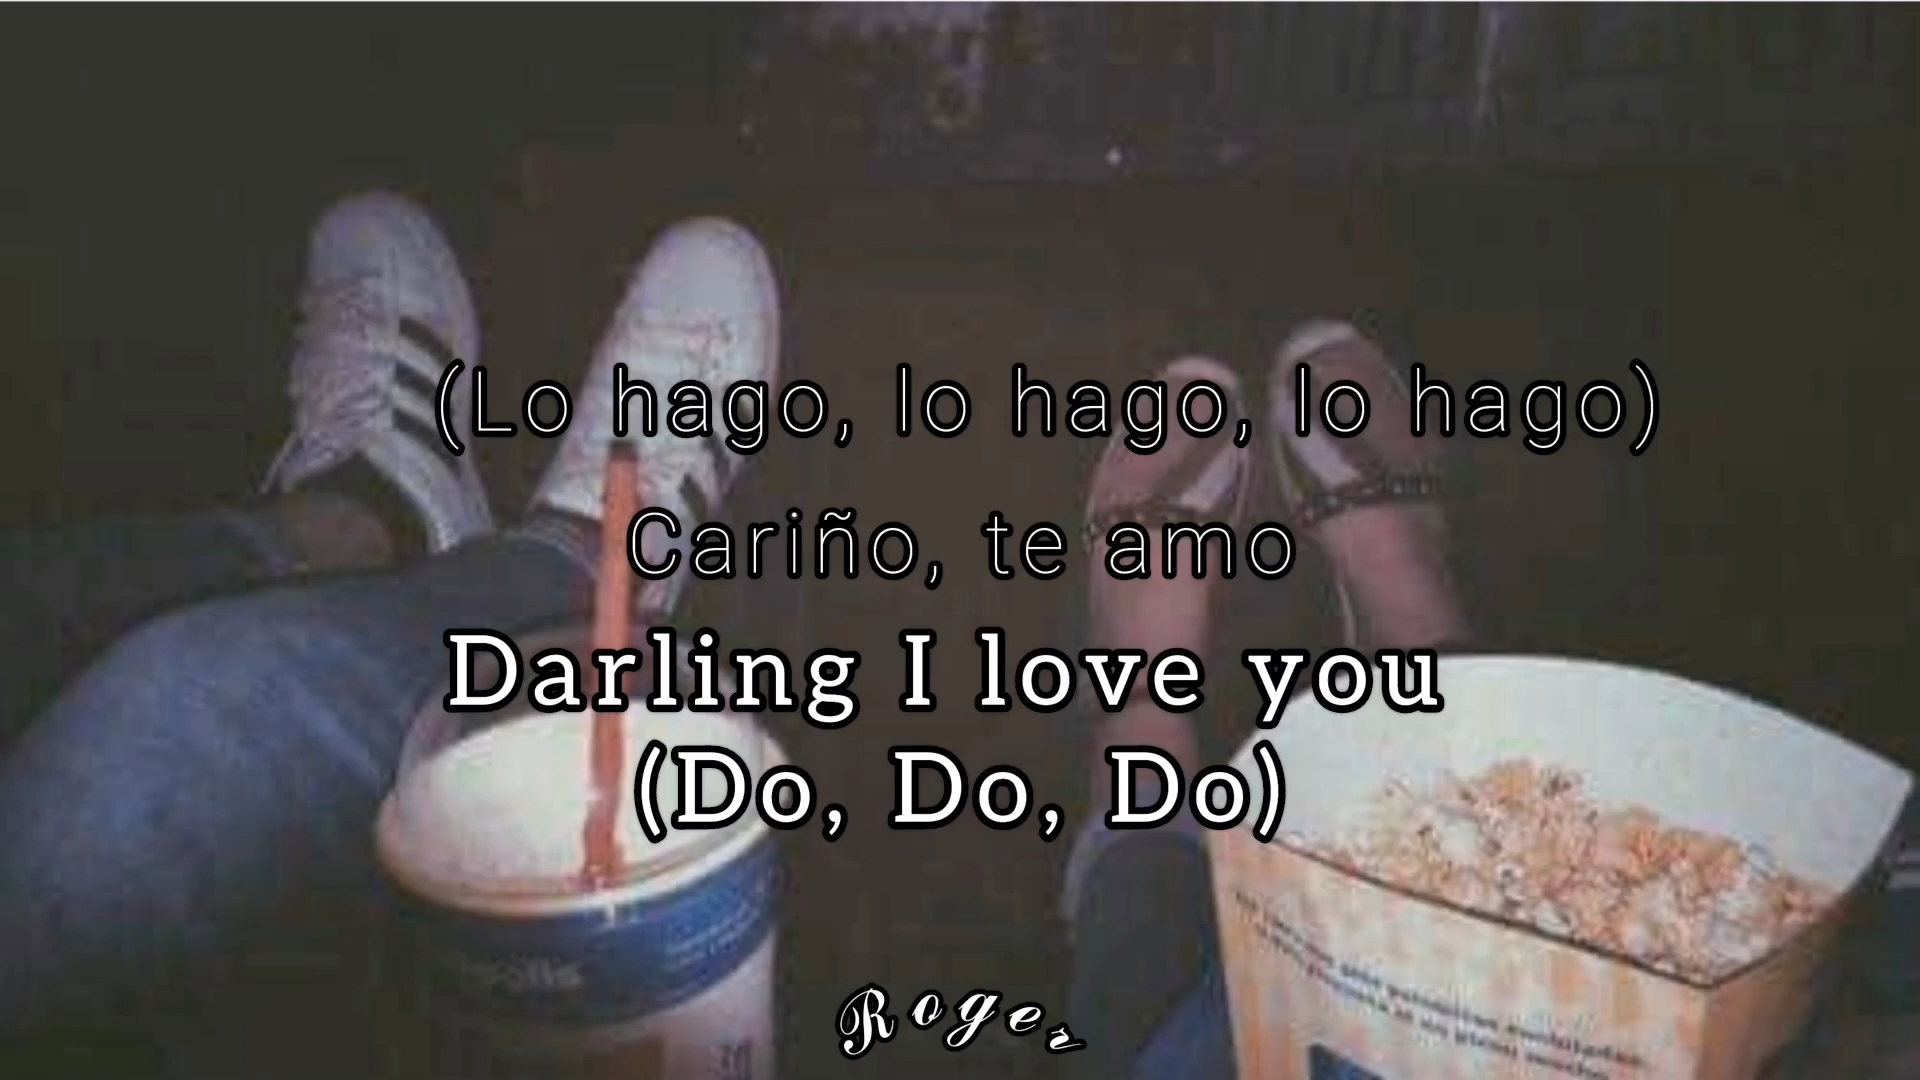 (Lo hago, lo hago, lo hago)
Cariño, te amo
Darling I love you
(Do, Do, Do)
Roger